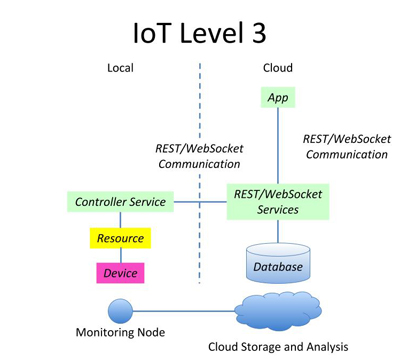 IoT Level 3
Local
Cloud
App
REST/WebSocket
Communication
REST/WebSocket
Communication
Controller Service
REST/WebSocket
Services
Resource
Device
Database
Monitoring Node
Cloud Storage and Analysis